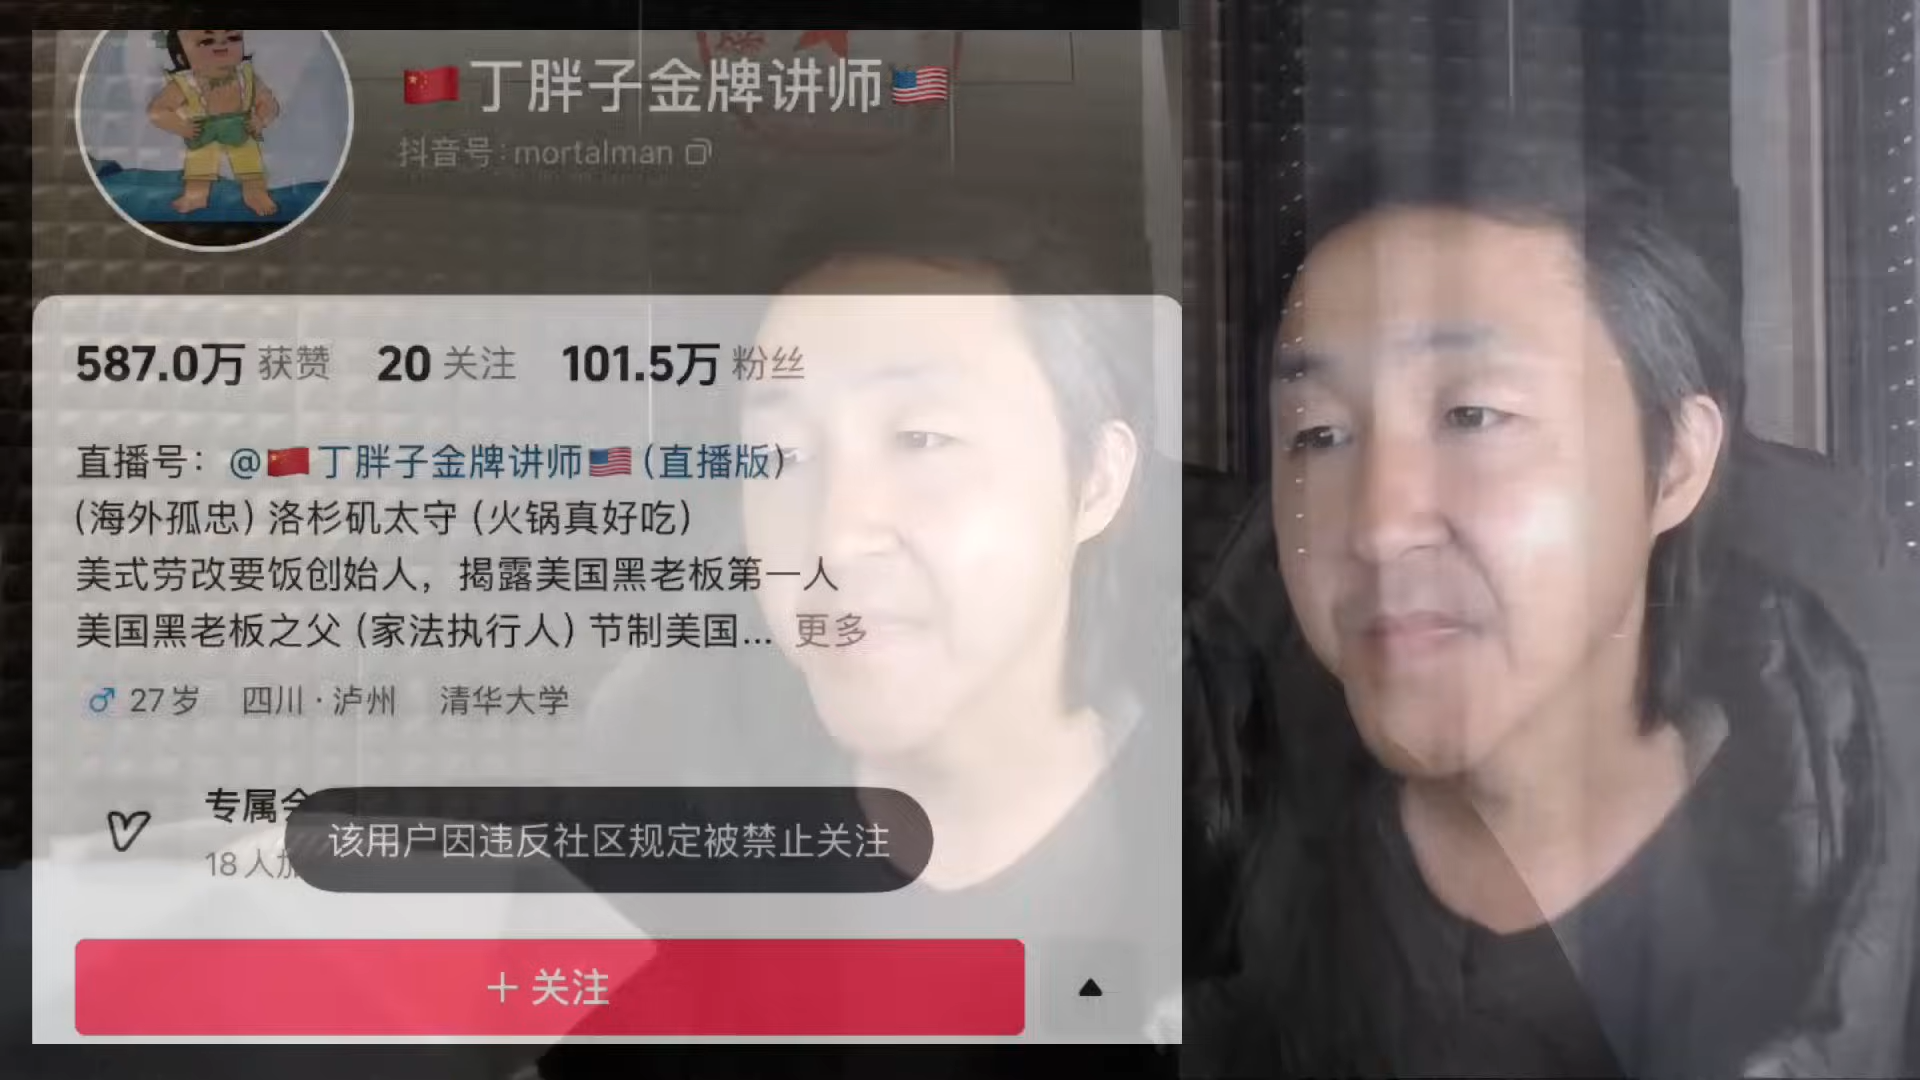 🇨🇳丁胖子金牌讲师🇺🇸
抖音号:mortalman
587.0万 获赞 20 关注 101.5万 粉丝
直播号：@🇨🇳丁胖子金牌讲师🇺🇸(直播版)
(海外孤忠) 洛杉矶太守 (火锅真好吃)
美式劳改要饭创始人，揭露美国黑老板第一人
美国黑老板之父 (家法执行人) 节制美国... 更多
♂ 27岁 四川·泸州 清华大学
专属会
18人加
该用户因违反社区规定被禁止关注
+ 关注